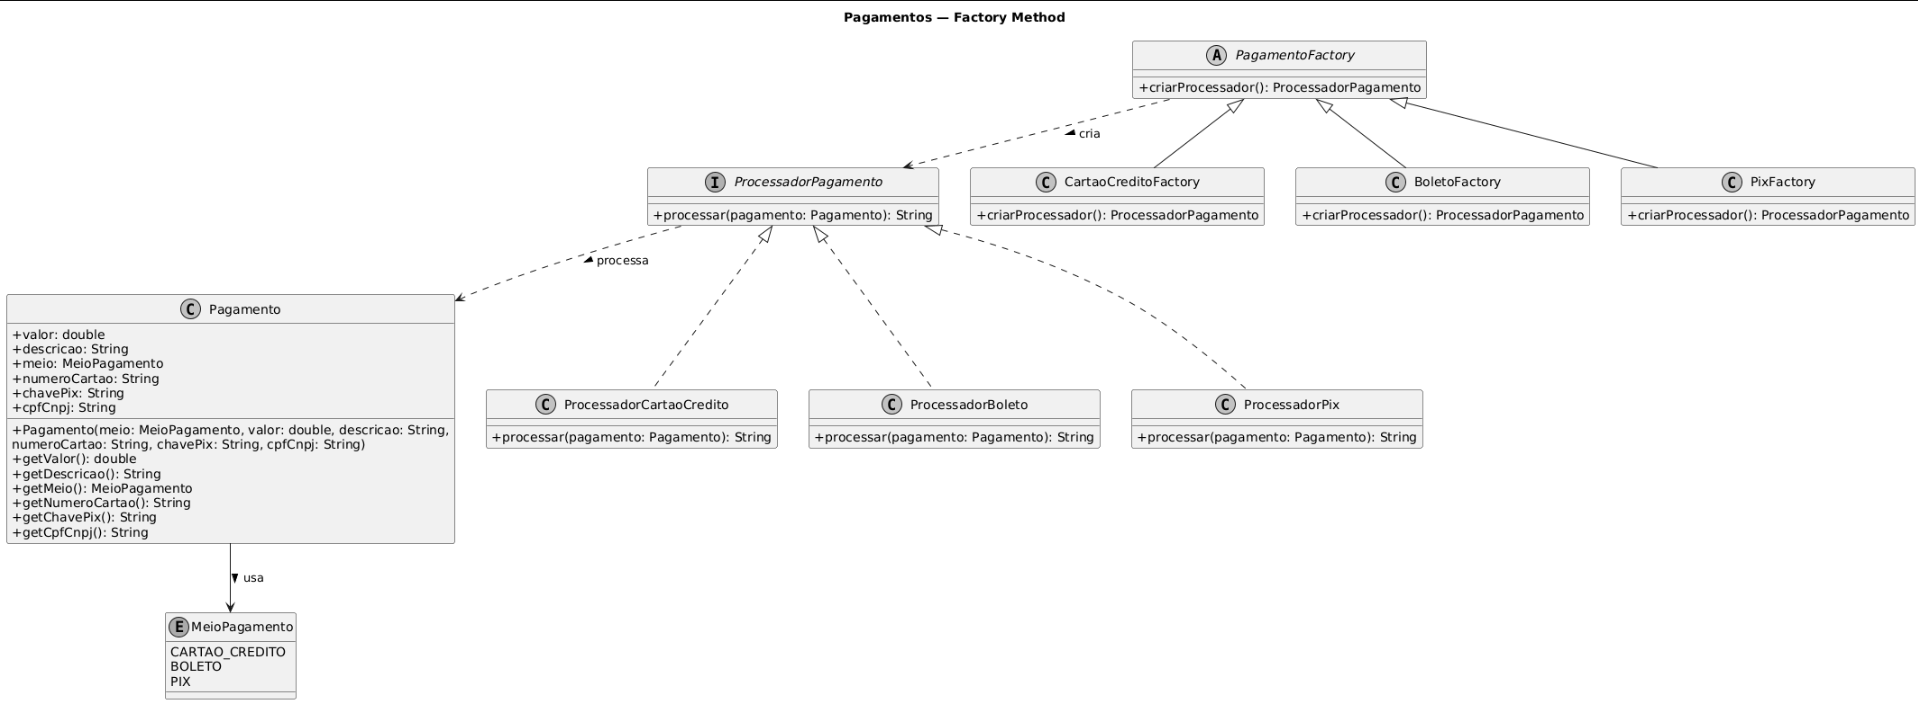 Pagamentos — Factory Method
A PagamentoFactory
+criarProcessador(): ProcessadorPagamento
cria
I ProcessadorPagamento
+processar(pagamento: Pagamento): String
C CartaoCreditoFactory
+criarProcessador(): ProcessadorPagamento
C BoletoFactory
+criarProcessador(): ProcessadorPagamento
C PixFactory
+criarProcessador(): ProcessadorPagamento
processa
C Pagamento
+valor: double
+descricao: String
+meio: MeioPagamento
+numeroCartao: String
+chavePix: String
+cpfCnpj: String
+Pagamento(meio: MeioPagamento, valor: double, descricao: String,
numeroCartao: String, chavePix: String, cpfCnpj: String)
+getValor(): double
+getDescricao(): String
+getMeio(): MeioPagamento
+getNumeroCartao(): String
+getChavePix(): String
+getCpfCnpj(): String
C ProcessadorCartaoCredito
+processar(pagamento: Pagamento): String
C ProcessadorBoleto
+processar(pagamento: Pagamento): String
C ProcessadorPix
+processar(pagamento: Pagamento): String
usa
E MeioPagamento
CARTAO_CREDITO
BOLETO
PIX